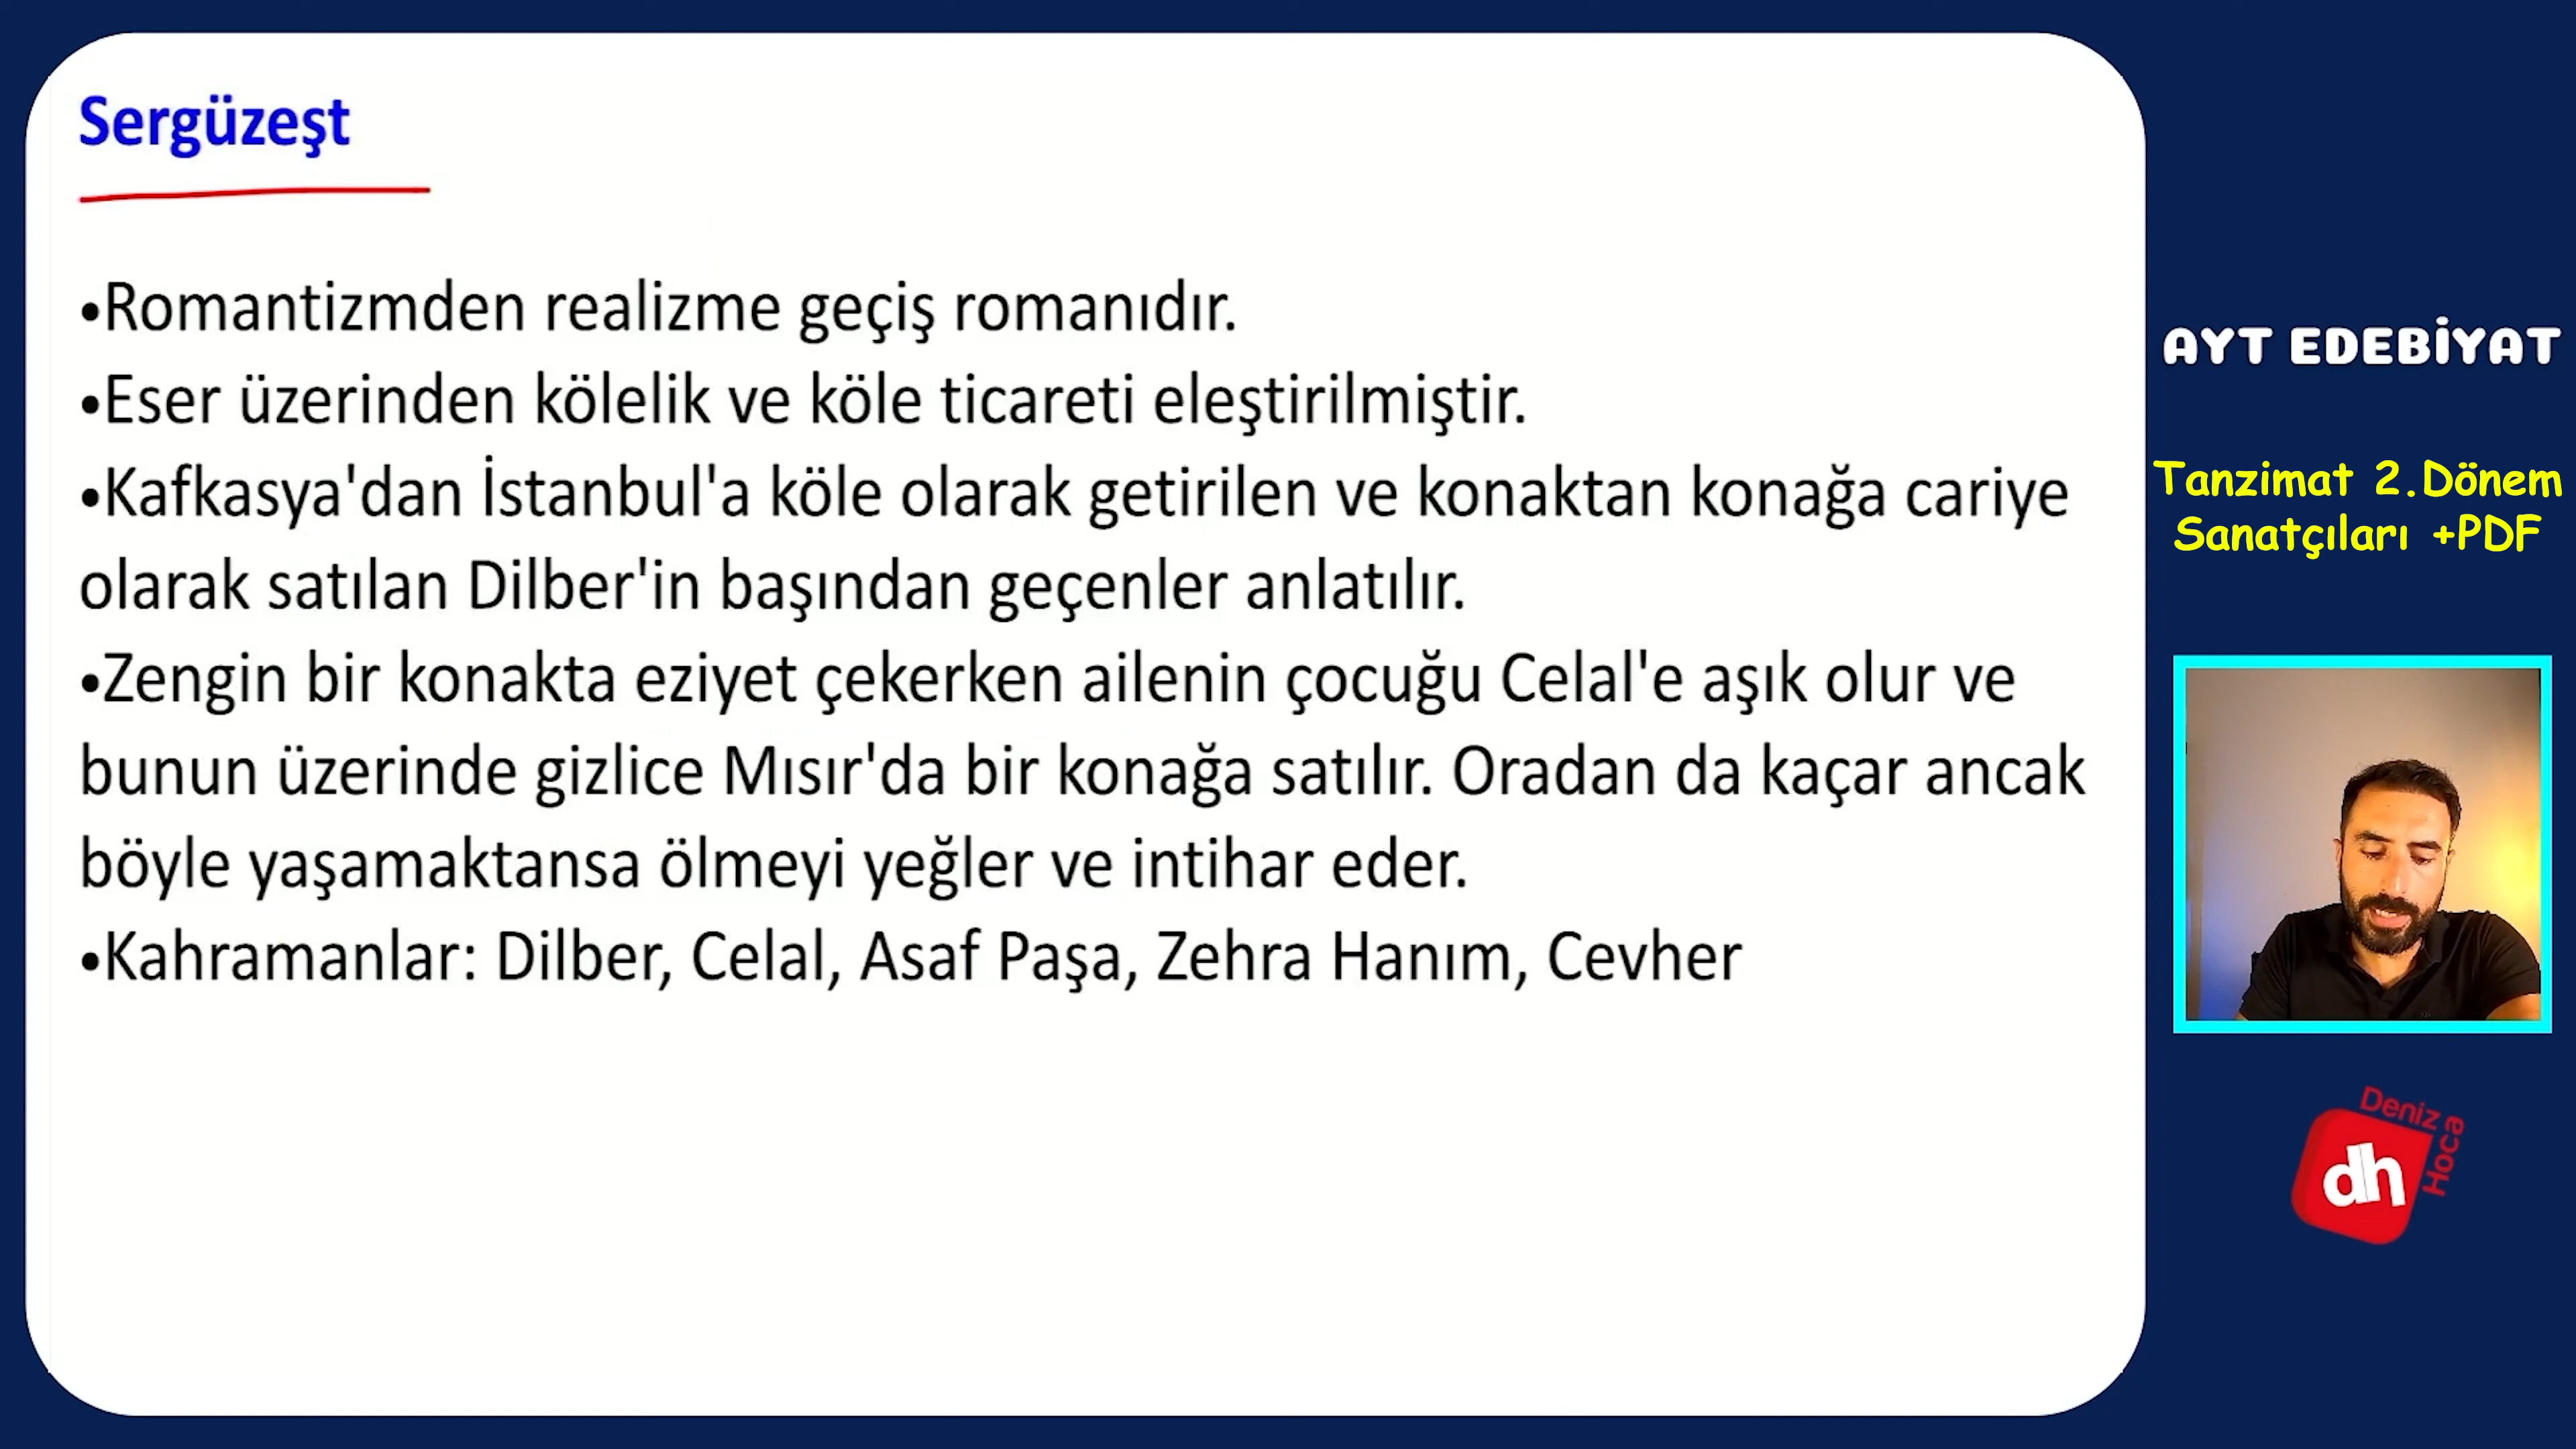 Sergüzeşt
•Romantizmden realizme geçiş romanıdır.
•Eser üzerinden kölelik ve köle ticareti eleştirilmiştir.
•Kafkasya'dan İstanbul'a köle olarak getirilen ve konaktan konağa cariye
olarak satılan Dilber'in başından geçenler anlatılır.
•Zengin bir konakta eziyet çekerken ailenin çocuğu Celal'e aşık olur ve
bunun üzerinde gizlice Mısır'da bir konağa satılır. Oradan da kaçar ancak
böyle yaşamaktansa ölmeyi yeğler ve intihar eder.
•Kahramanlar: Dilber, Celal, Asaf Paşa, Zehra Hanım, Cevher
AYT EDEBİYAT
Tanzimat 2.Dönem
Sanatçıları +PDF
Deniz
Hoca
dh